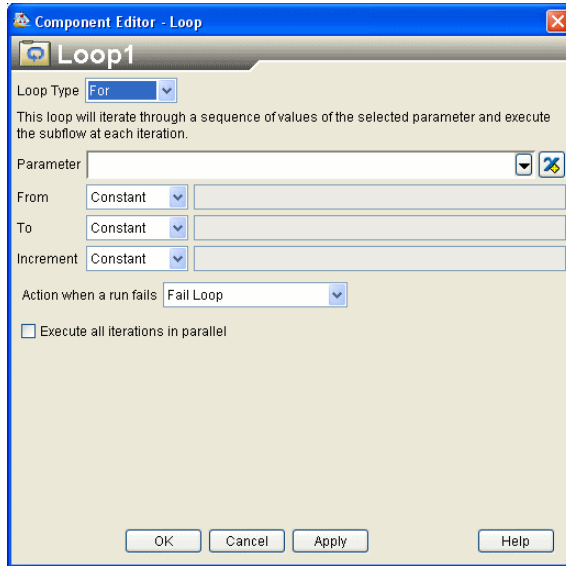 Component Editor - Loop
Loop1
Loop Type For
This loop will iterate through a sequence of values of the selected parameter and execute
the subflow at each iteration.
Parameter
From Constant
To Constant
Increment Constant
Action when a run fails Fail Loop
Execute all iterations in parallel
OK Cancel Apply Help